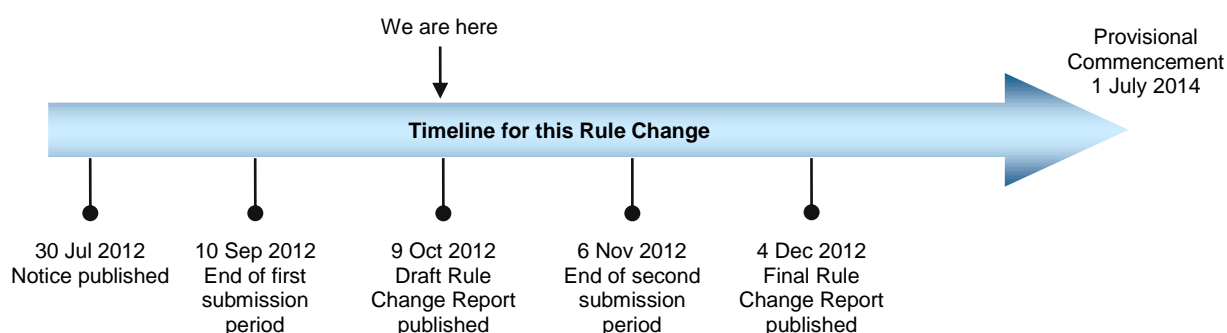 We are here
Provisional
Commencement
1 July 2014
Timeline for this Rule Change
30 Jul 2012
Notice published
10 Sep 2012
End of first
submission
period
9 Oct 2012
Draft Rule
Change Report
published
6 Nov 2012
End of second
submission
period
4 Dec 2012
Final Rule
Change Report
published